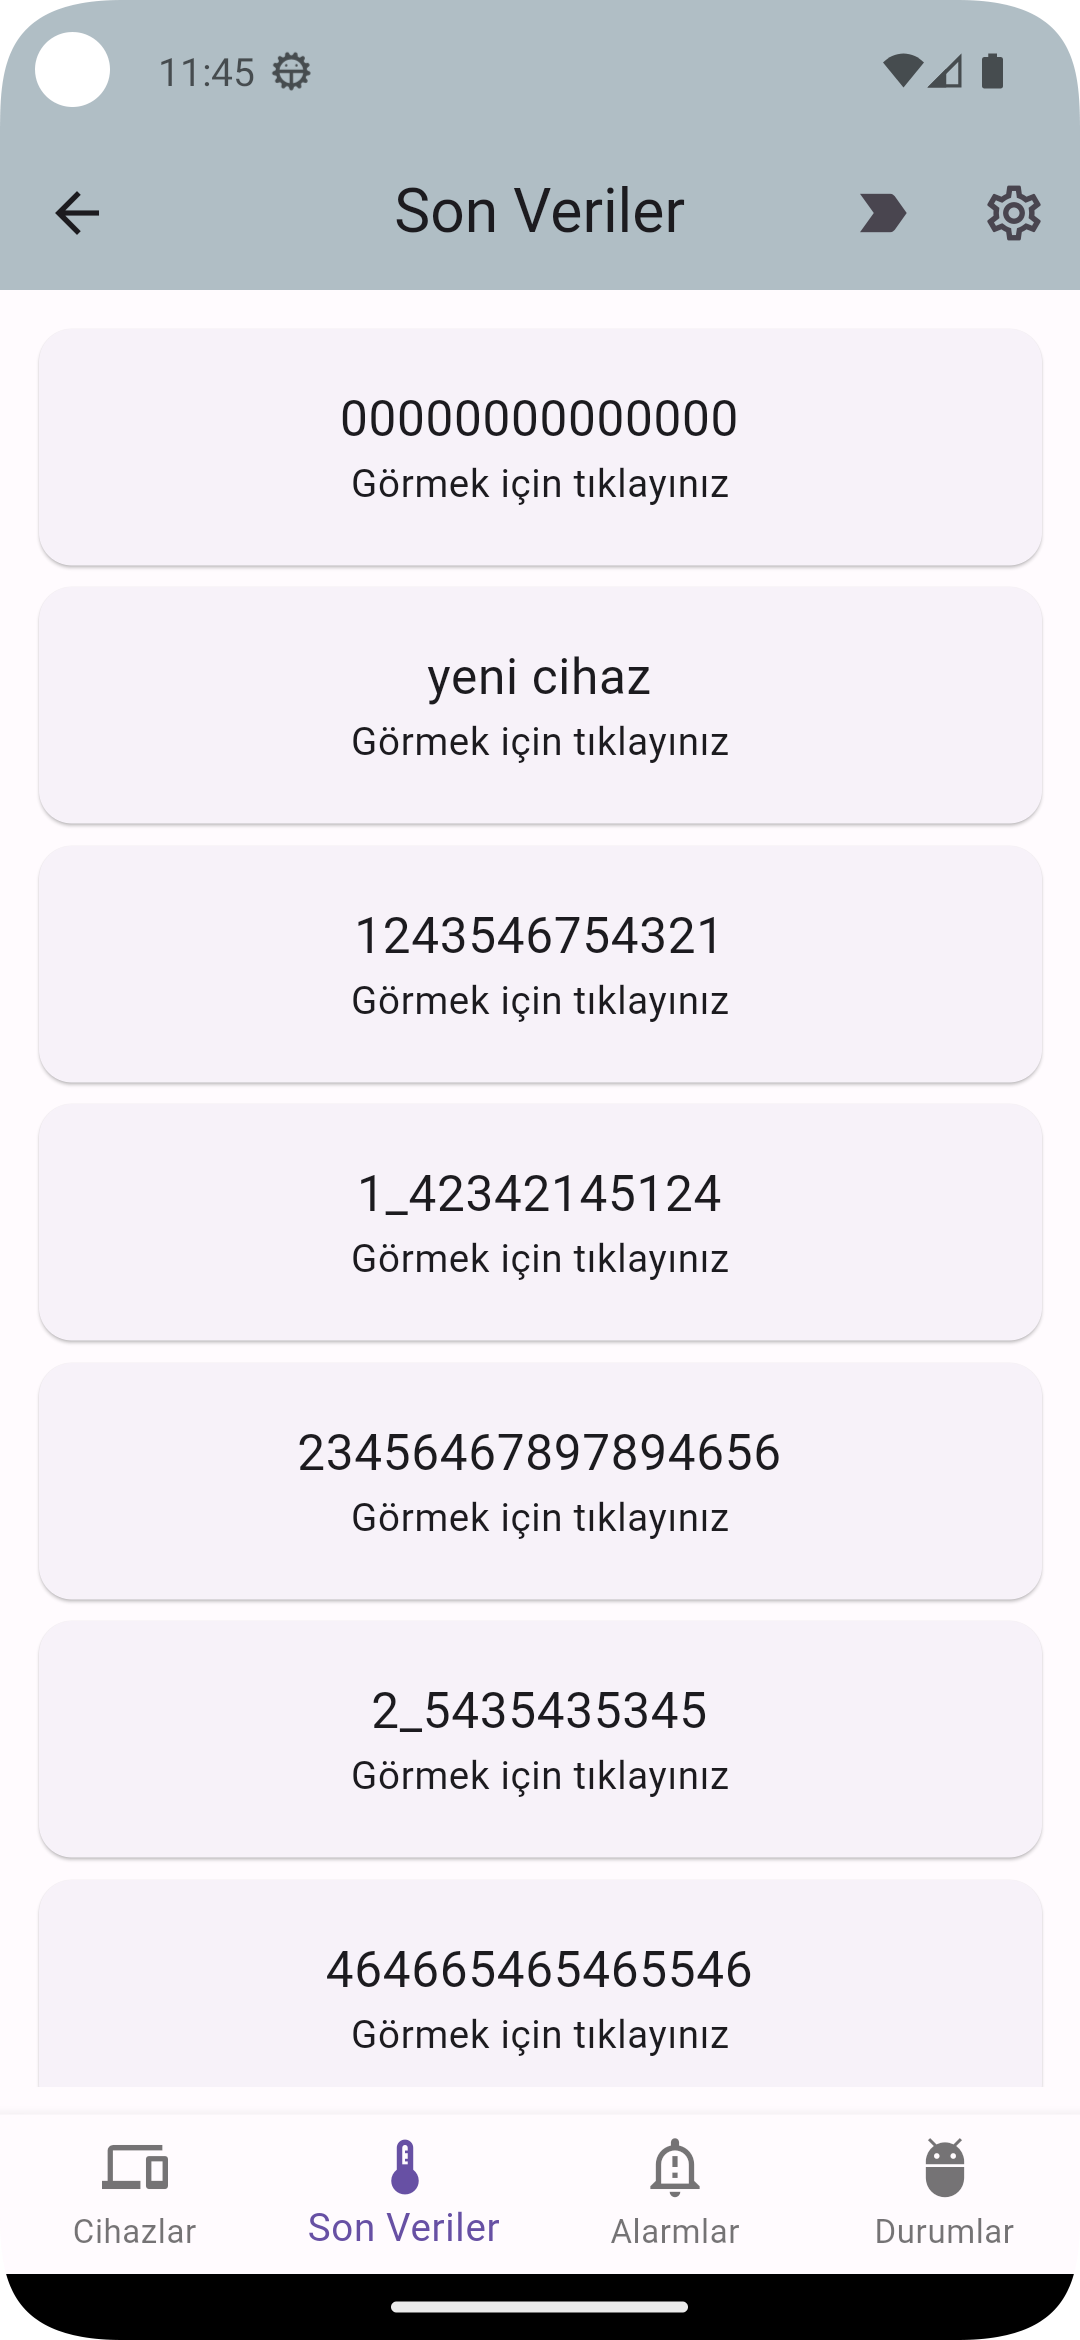 11:45
Son Veriler
00000000000000
Görmek için tıklayınız
yeni cihaz
Görmek için tıklayınız
1243546754321
Görmek için tıklayınız
1_42342145124
Görmek için tıklayınız
23456467897894656
Görmek için tıklayınız
2_5435435345
Görmek için tıklayınız
464665465465546
Görmek için tıklayınız
Cihazlar
Son Veriler
Alarmlar
Durumlar